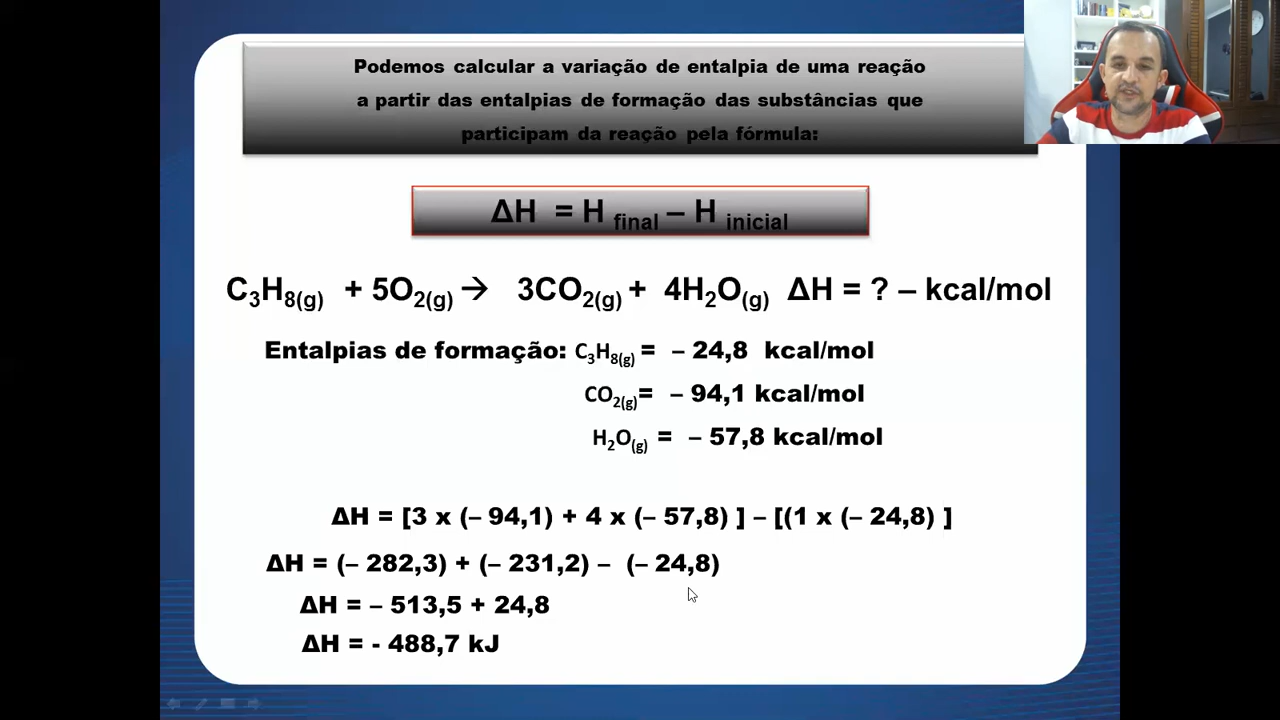 Podemos calcular a variação de entalpia de uma reação
a partir das entalpias de formação das substâncias que
participam da reação pela fórmula:
ΔH = H final – H inicial
C₃H₈(g) + 5O₂(g) → 3CO₂(g) + 4H₂O(g) ΔH = ? – kcal/mol
Entalpias de formação: C₃H₈(g) = – 24,8 kcal/mol
CO₂(g)= – 94,1 kcal/mol
H₂O(g) = – 57,8 kcal/mol
ΔH = [3 x (– 94,1) + 4 x (– 57,8) ] – [(1 x (– 24,8) ]
ΔH = (– 282,3) + (– 231,2) – (– 24,8)
ΔH = – 513,5 + 24,8
ΔH = - 488,7 kJ